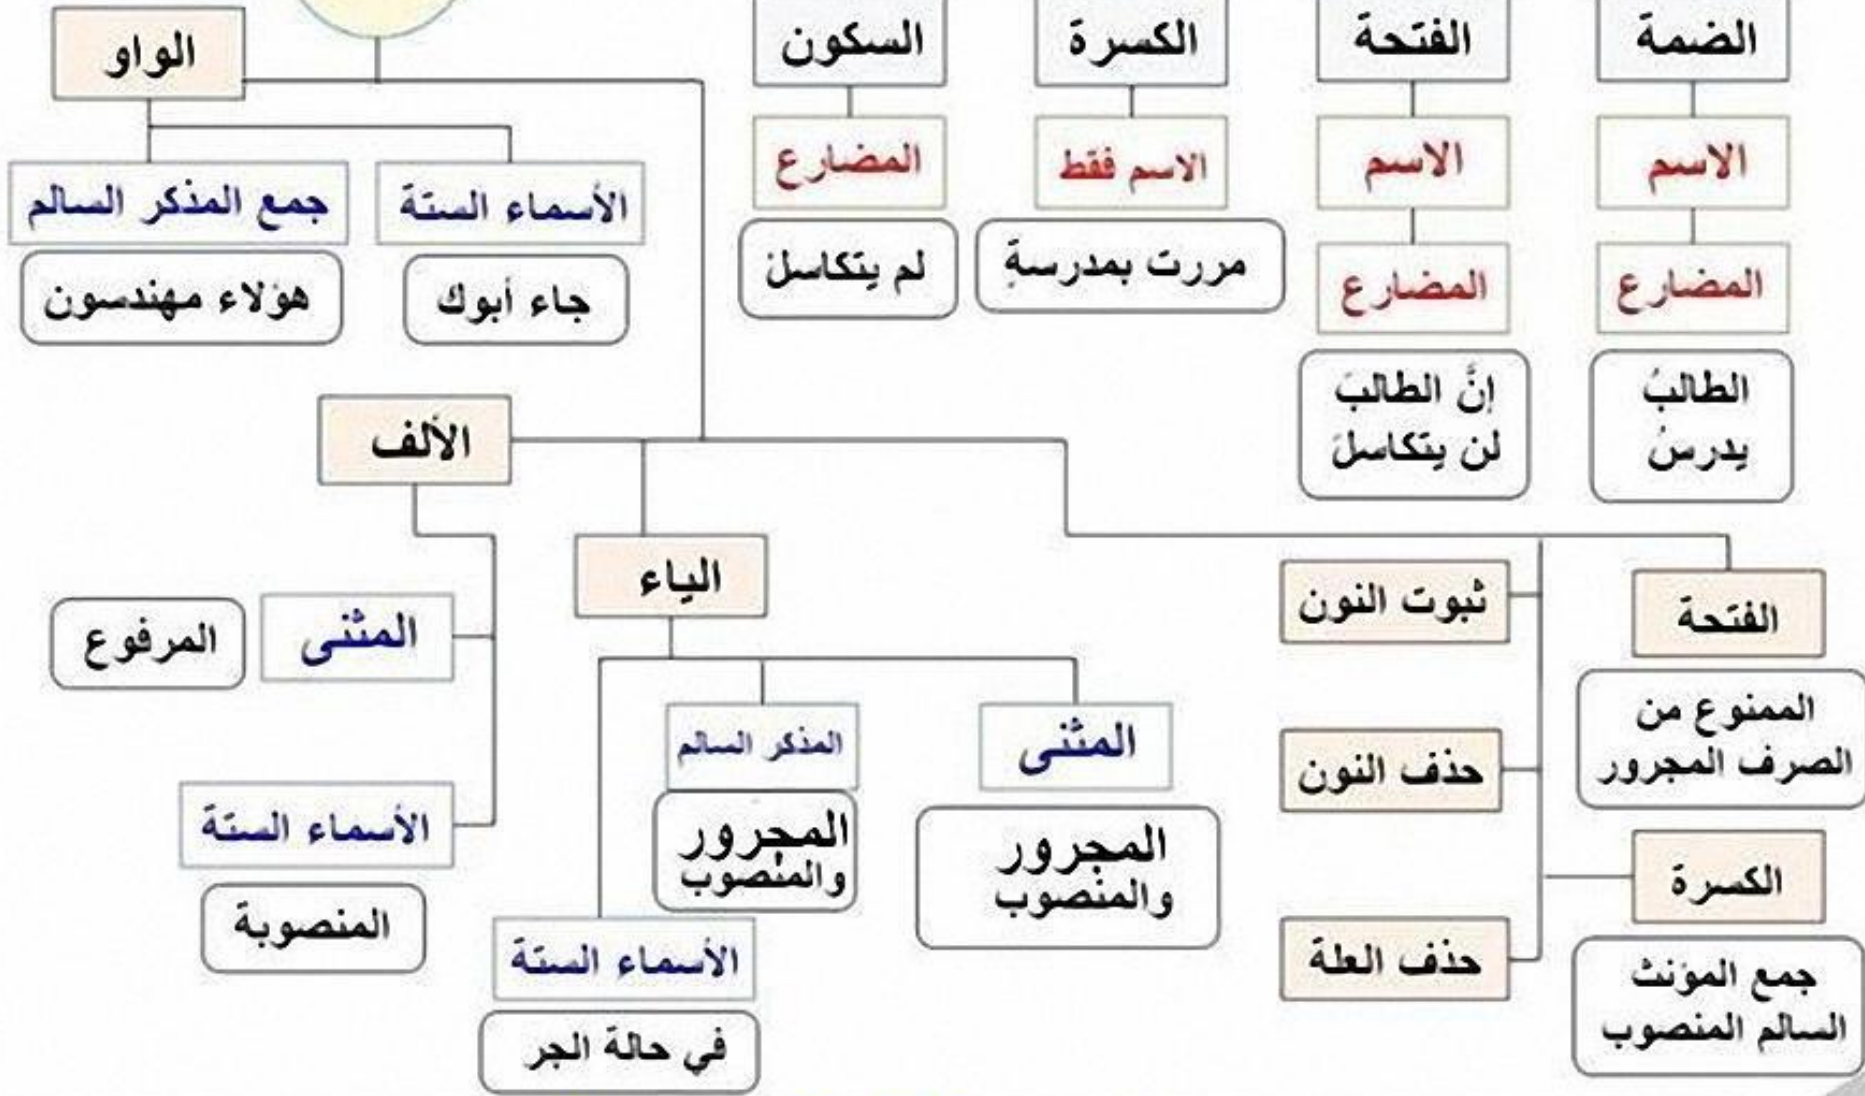 الضمة
الاسم
المضارع
الطالبُ
يدرسُ
الفتحة
الاسم
المضارع
إنَّ الطالبَ
لن يتكاسلَ
الكسرة
الاسم فقط
مررت بمدرسةٍ
السكون
المضارع
لم يتكاسلْ
الواو
الأسماء الستة
جاء أبوك
جمع المذكر السالم
هؤلاء مهندسون
الألف
المثنى
المرفوع
الأسماء الستة
المنصوبة
الياء
المثنى
المجرور
والمنصوب
المذكر السالم
المجرور
والمنصوب
الأسماء الستة
في حالة الجر
الفتحة
الممنوع من
الصرف المجرور
الكسرة
جمع المؤنث
السالم المنصوب
ثبوت النون
حذف النون
حذف العلة